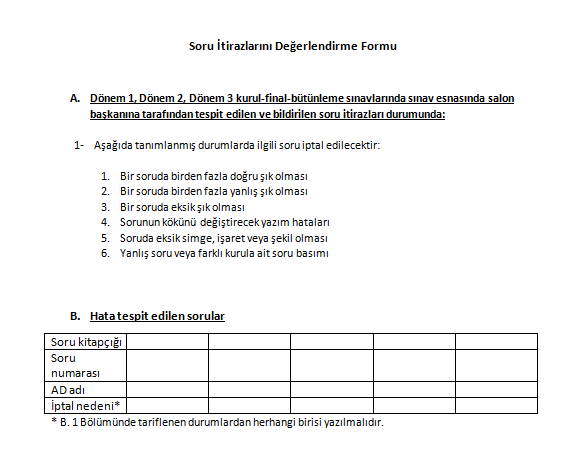 Soru İtirazlarını Değerlendirme Formu
A. Dönem 1, Dönem 2, Dönem 3 kurul-final-bütünleme sınavlarında sınav esnasında salon
başkanına tarafından tespit edilen ve bildirilen soru itirazları durumunda:
1- Aşağıda tanımlanmış durumlarda ilgili soru iptal edilecektir:
1. Bir soruda birden fazla doğru şık olması
2. Bir soruda birden fazla yanlış şık olması
3. Bir soruda eksik şık olması
4. Sorunun kökünü değiştirecek yazım hataları
5. Soruda eksik simge, işaret veya şekil olması
6. Yanlış soru veya farklı kurula ait soru basımı
B. Hata tespit edilen sorular
Soru kitapçığı
Soru
numarası
AD adı
İptal nedeni*
* B. 1 Bölümünde tariflenen durumlardan herhangi birisi yazılmalıdır.